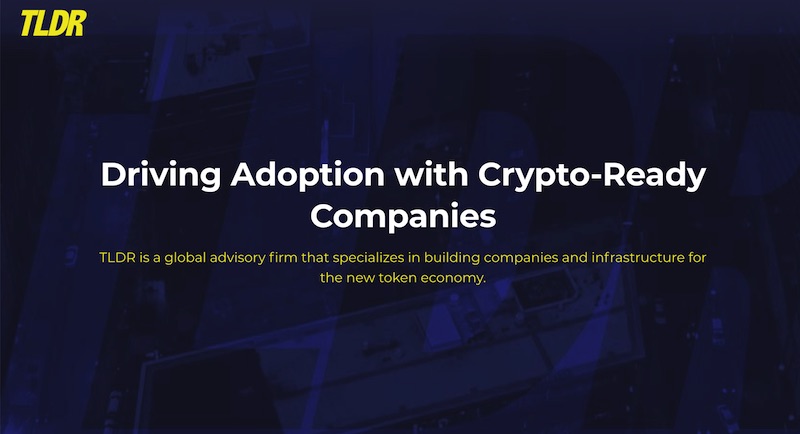 TLDR
Driving Adoption with Crypto-Ready
Companies
TLDR is a global advisory firm that specializes in building companies and infrastructure for
the new token economy.